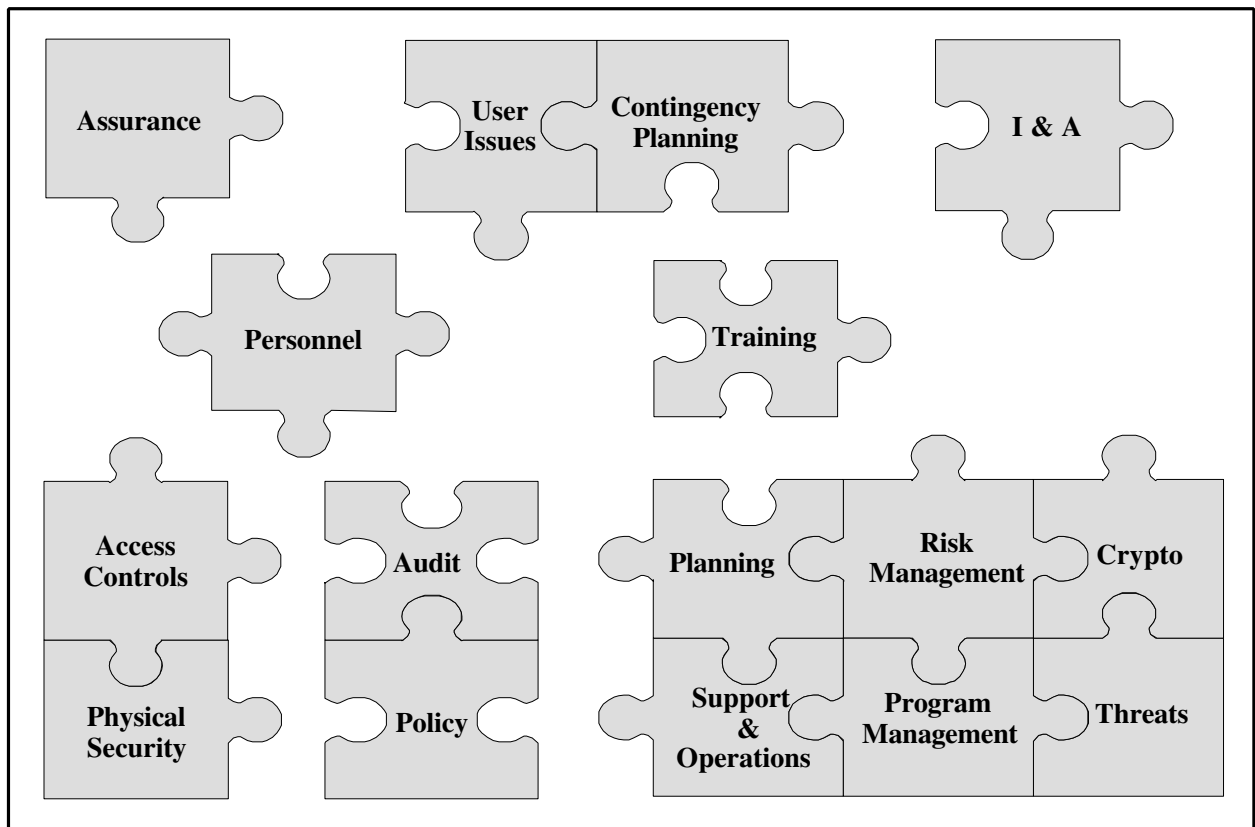 Assurance
User
Issues
Contingency
Planning
I & A
Personnel
Training
Access
Controls
Audit
Planning
Risk
Management
Crypto
Physical
Security
Policy
Support
&
Operations
Program
Management
Threats